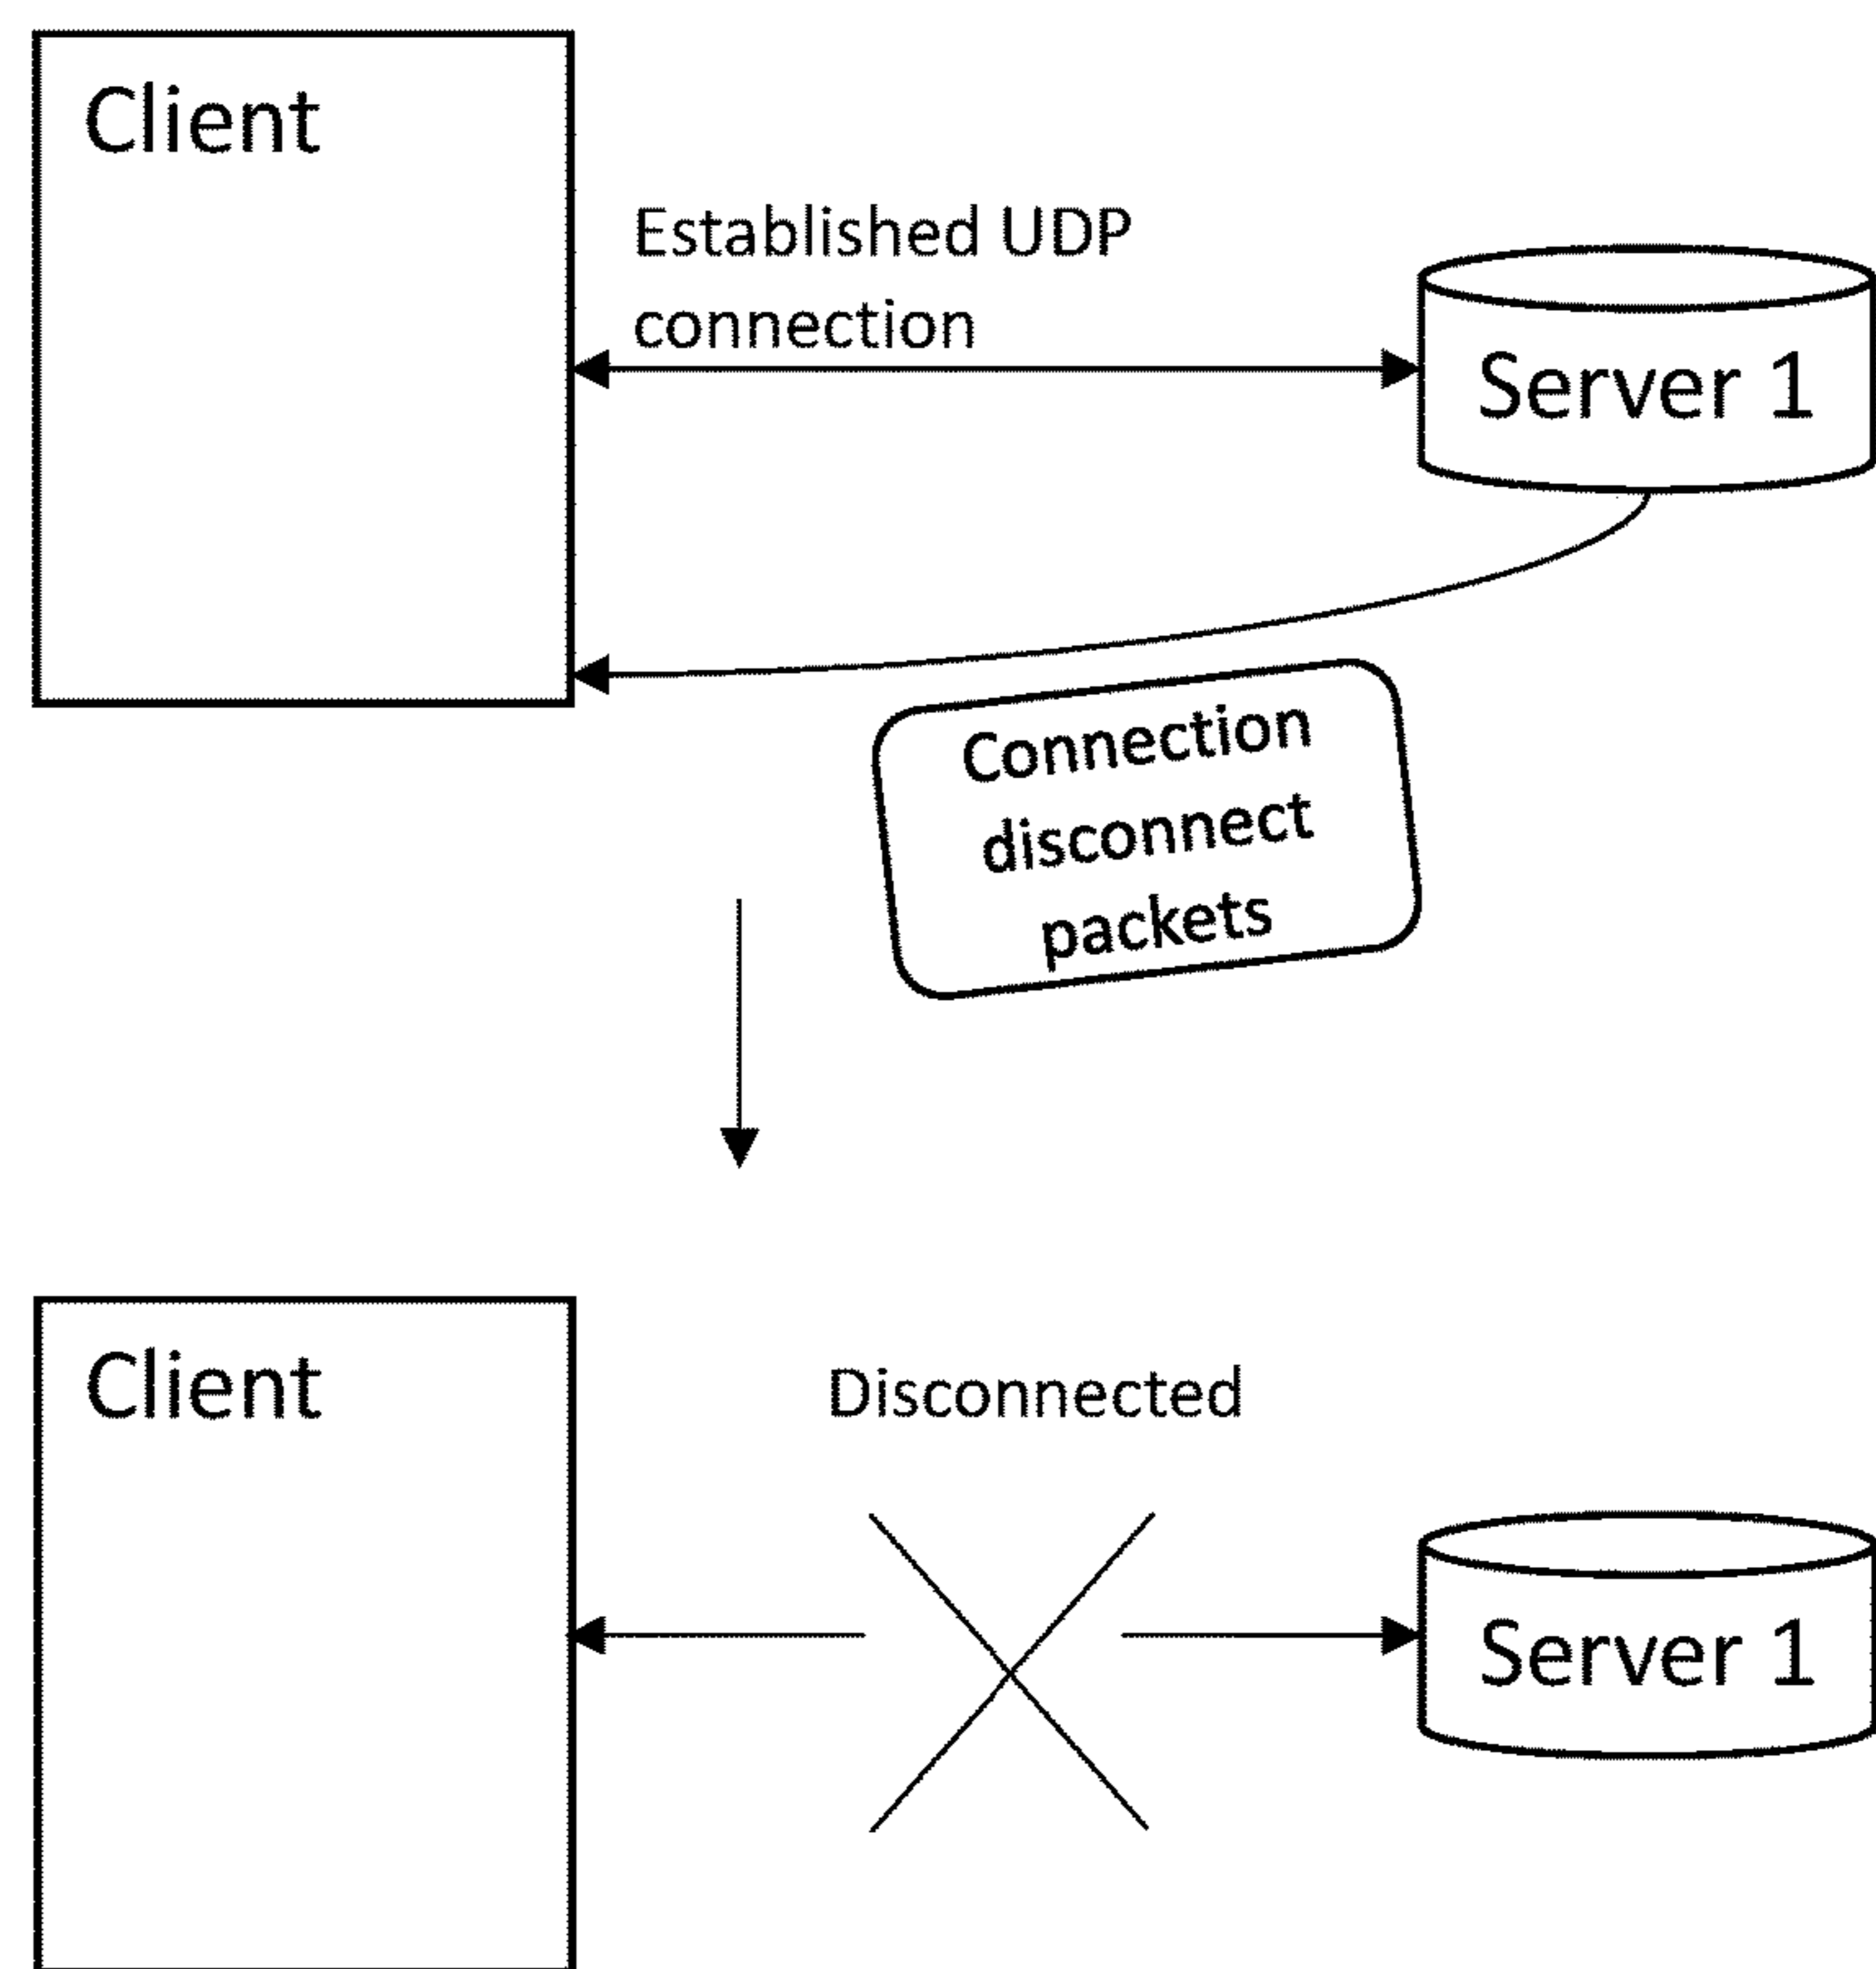 Client
Established UDP
connection
Server 1
Connection
disconnect
packets
Client
Disconnected
Server 1